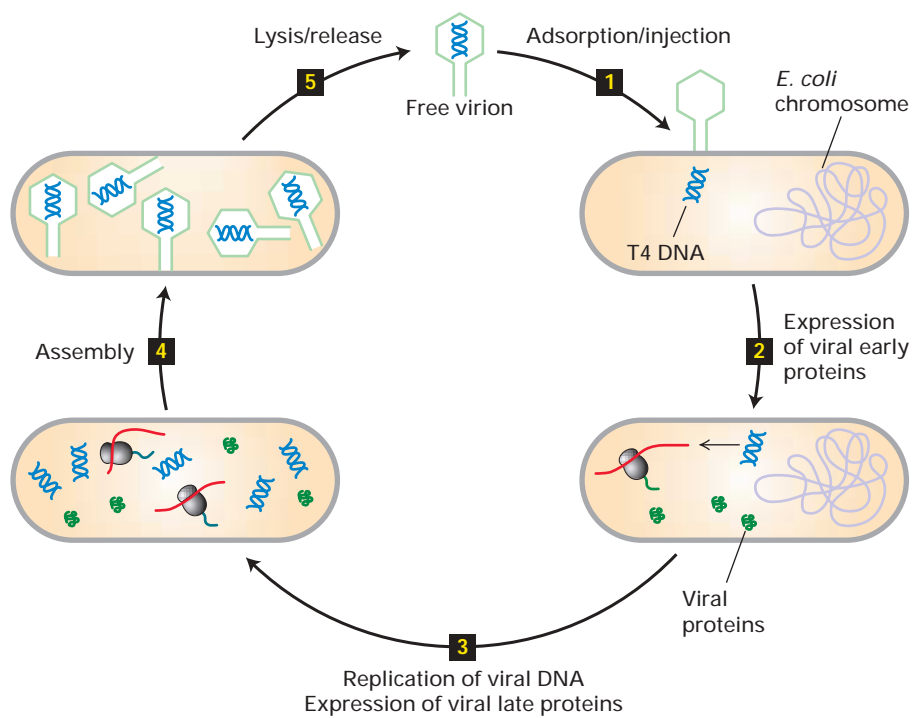 Lysis/release
Adsorption/injection
5
1
Free virion
E. coli
chromosome
T4 DNA
Expression
of viral early
proteins
2
Assembly
4
Viral
proteins
3
Replication of viral DNA
Expression of viral late proteins